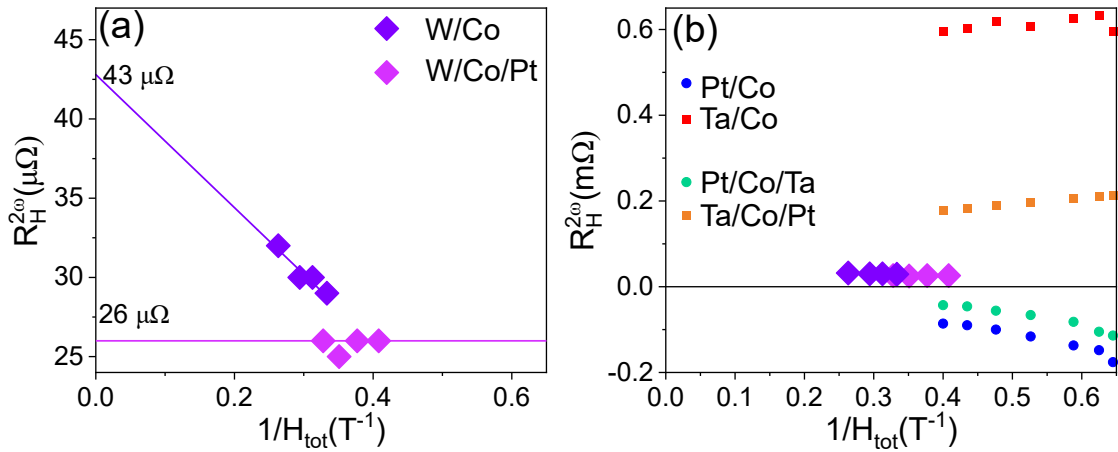 (a)
W/Co
W/Co/Pt
43 μΩ
26 μΩ
45
40
35
30
25
R_H^2ω(μΩ)
0.0 0.2 0.4 0.6
1/H_tot(T⁻¹)
(b)
Pt/Co
Ta/Co
Pt/Co/Ta
Ta/Co/Pt
0.6
0.4
0.2
0.0
-0.2
R_H^2ω(mΩ)
0.0 0.1 0.2 0.3 0.4 0.5 0.6
1/H_tot(T⁻¹)